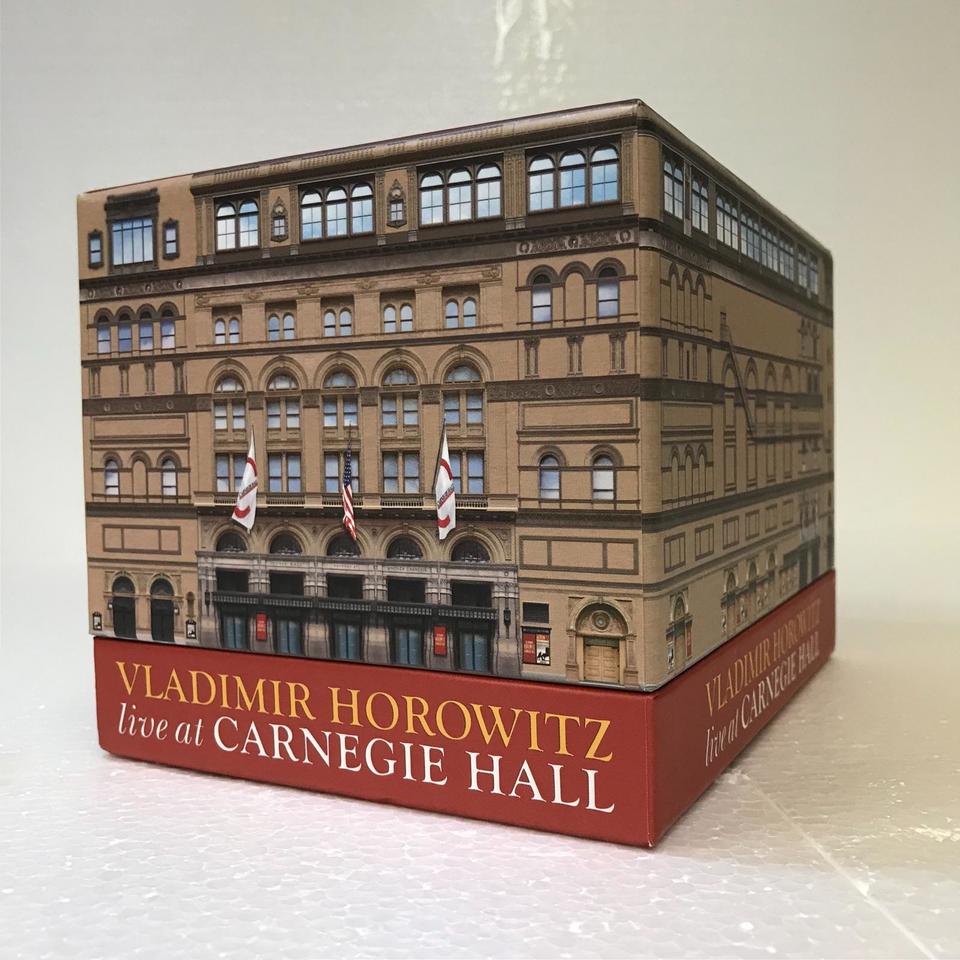 VLADIMIR HOROWITZ
live at CARNEGIE HALL
VLADIMIR HOROWITZ
live at CARNEGIE HALL